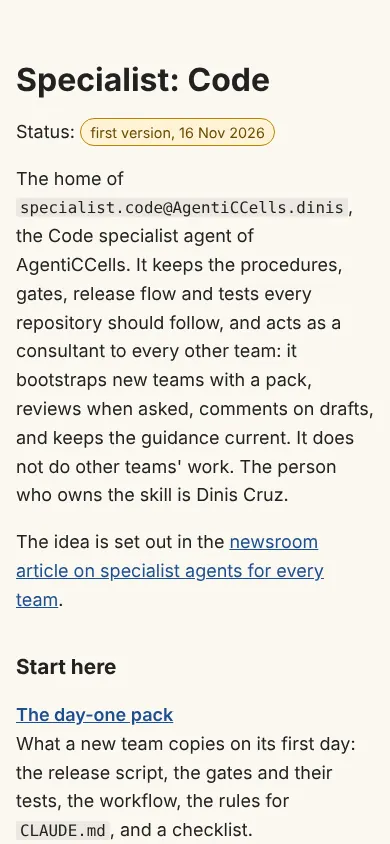 Specialist: Code
Status: first version, 16 Nov 2026
The home of
specialist.code@AgentiCCells.dinis,
the Code specialist agent of
AgentiCCells. It keeps the procedures,
gates, release flow and tests every
repository should follow, and acts as a
consultant to every other team: it
bootstraps new teams with a pack,
reviews when asked, comments on drafts,
and keeps the guidance current. It does
not do other teams' work. The person
who owns the skill is Dinis Cruz.
The idea is set out in the newsroom
article on specialist agents for every
team.
Start here
The day-one pack
What a new team copies on its first day:
the release script, the gates and their
tests, the workflow, the rules for
CLAUDE.md, and a checklist.